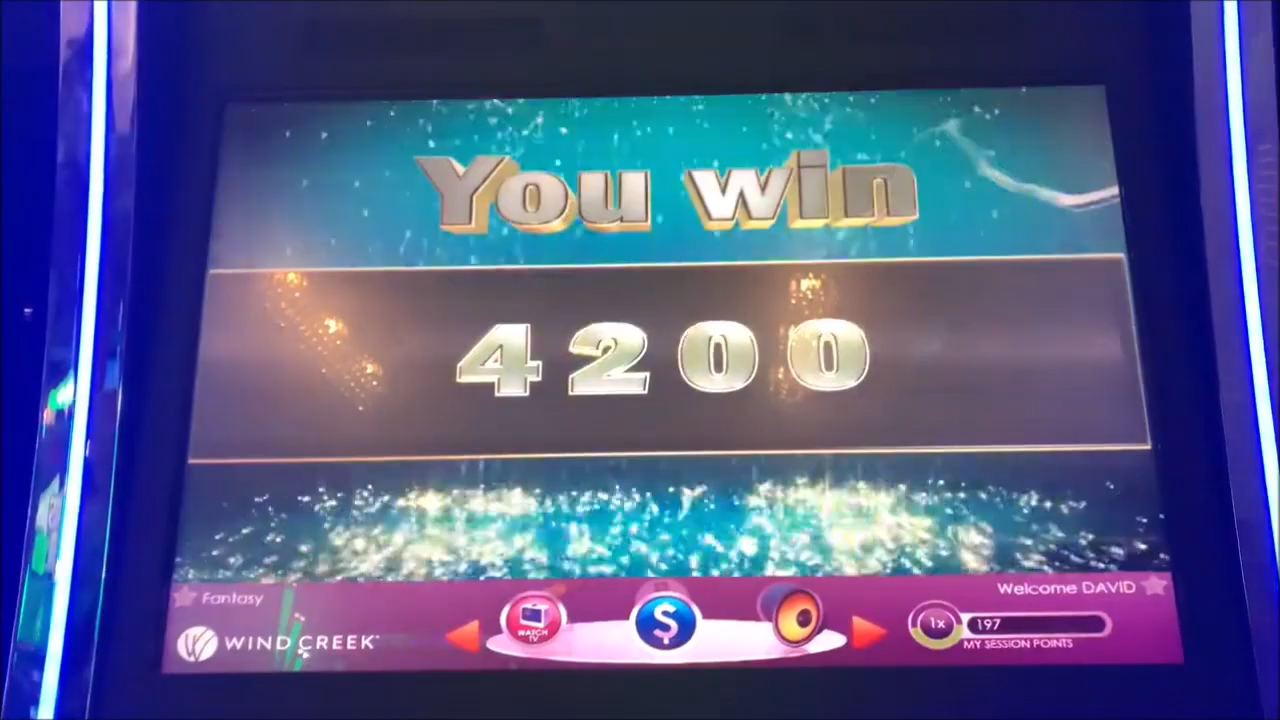 You win
4200
Fantasy
Welcome DAVID
WIND CREEK
WATCH
TV
$
1x
197
MY SESSION POINTS